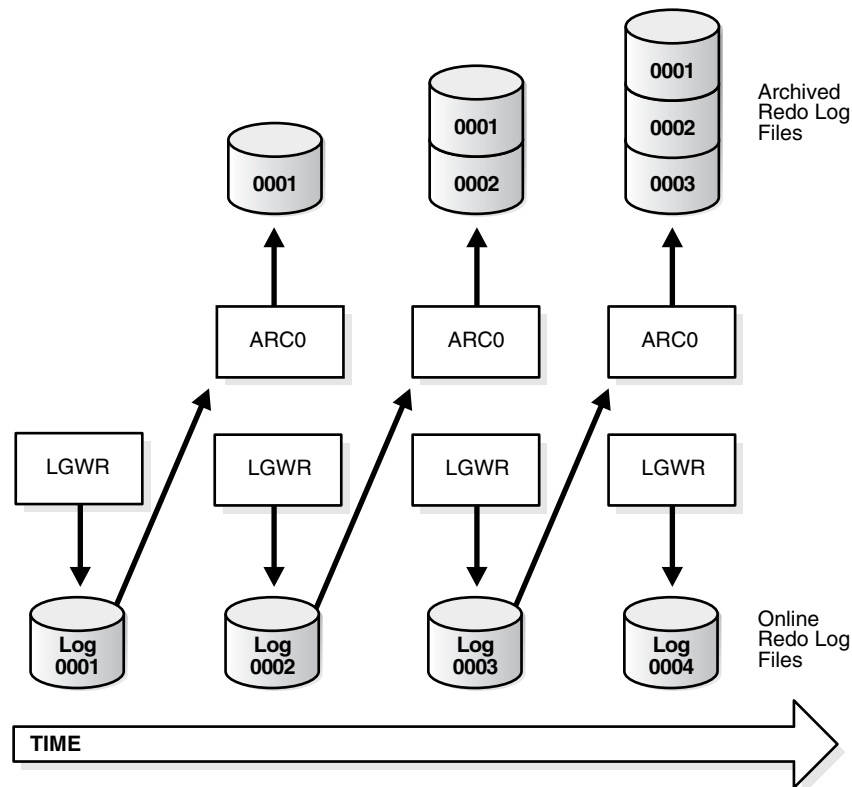 0001
Archived
Redo Log
Files
0001
0002
0001
0002
0003
ARC0
ARC0
ARC0
LGWR
LGWR
LGWR
LGWR
Log
0001
Log
0002
Log
0003
Log
0004
Online
Redo Log
Files
TIME